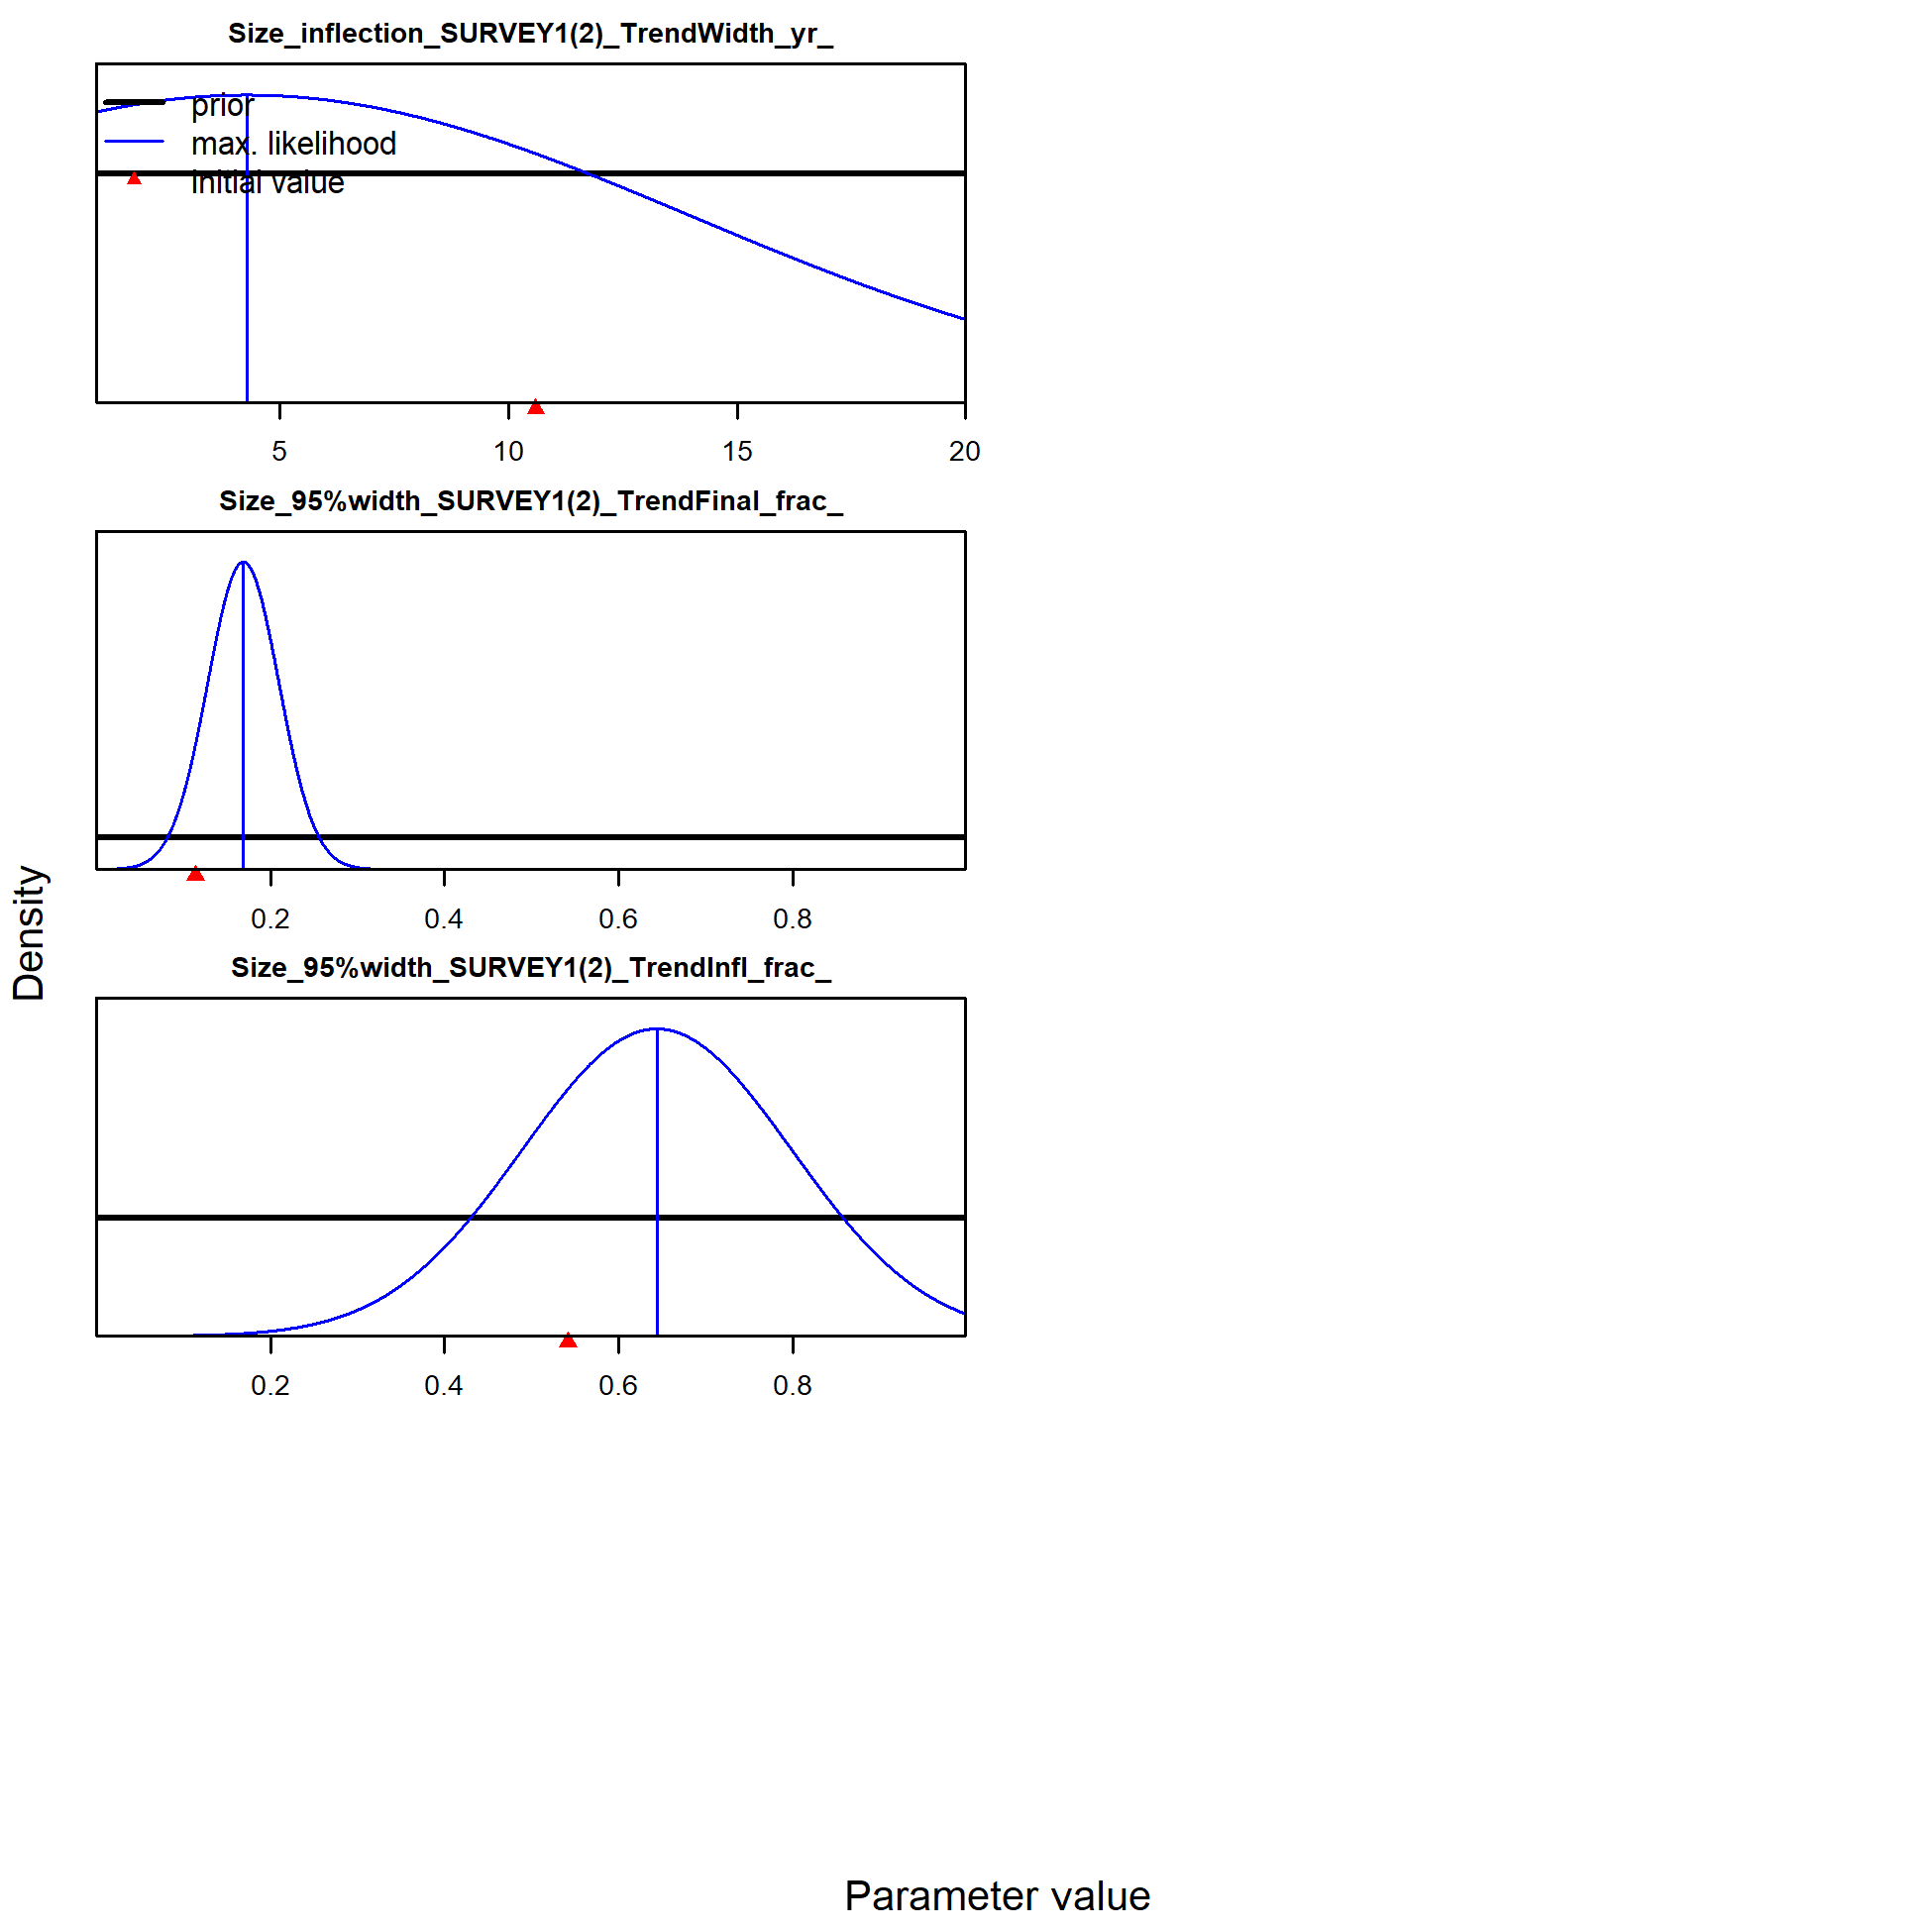 Size_inflection_SURVEY1(2)_TrendWidth_yr_
prior
max. likelihood
initial value
5 10 15 20
Size_95%width_SURVEY1(2)_TrendFinal_frac_
0.2 0.4 0.6 0.8
Size_95%width_SURVEY1(2)_TrendInfl_frac_
0.2 0.4 0.6 0.8
Density
Parameter value